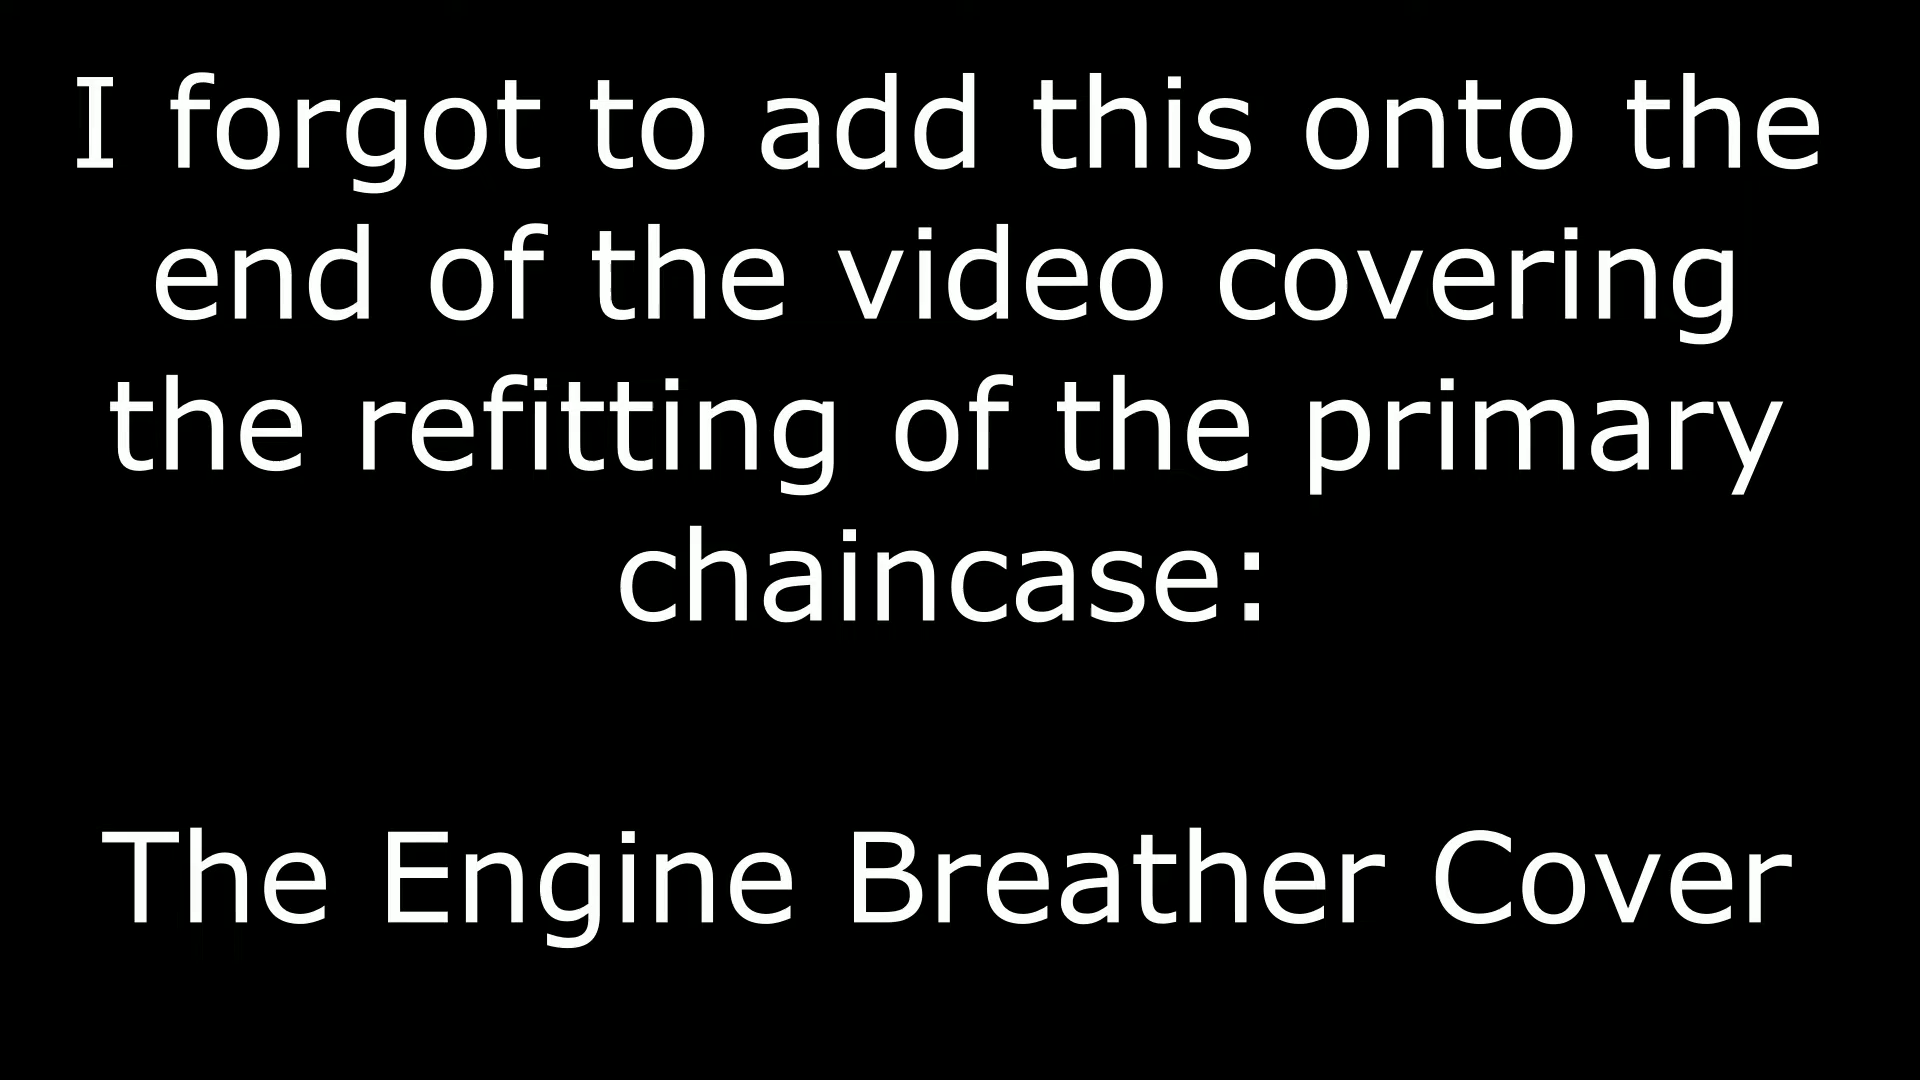 I forgot to add this onto the
end of the video covering
the refitting of the primary
chaincase:
The Engine Breather Cover